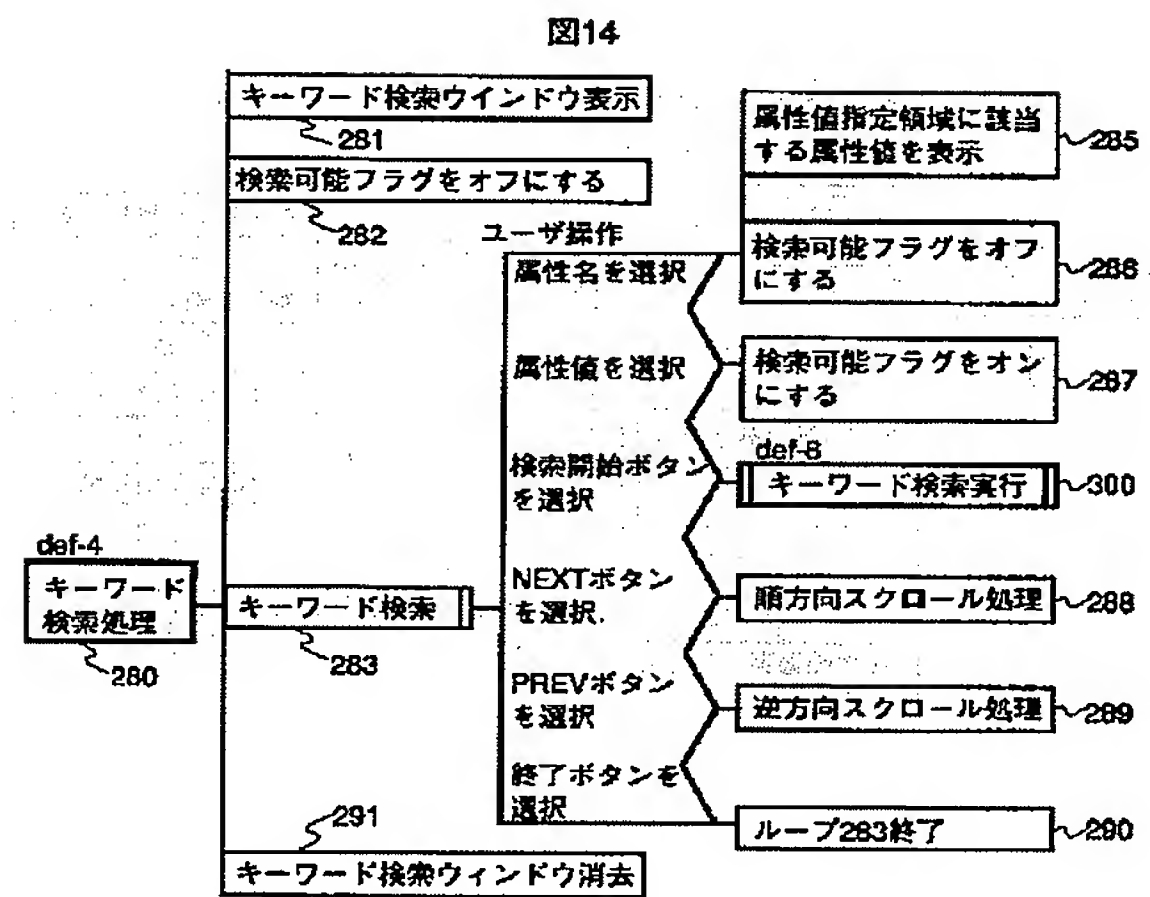 図14
キーワード検索ウインドウ表示
281
検索可能フラグをオフにする
282
ユーザ操作
属性名を選択
属性値指定領域に該当
する属性値を表示
285
検索可能フラグをオフ
にする
286
属性値を選択
検索可能フラグをオン
にする
287
検索開始ボタン
を選択
def-8
キーワード検索実行
300
def-4
キーワード
検索処理
280
キーワード検索
283
NEXTボタン
を選択
順方向スクロール処理
288
PREVボタン
を選択
逆方向スクロール処理
289
終了ボタンを
選択
ループ283終了
290
291
キーワード検索ウィンドウ消去